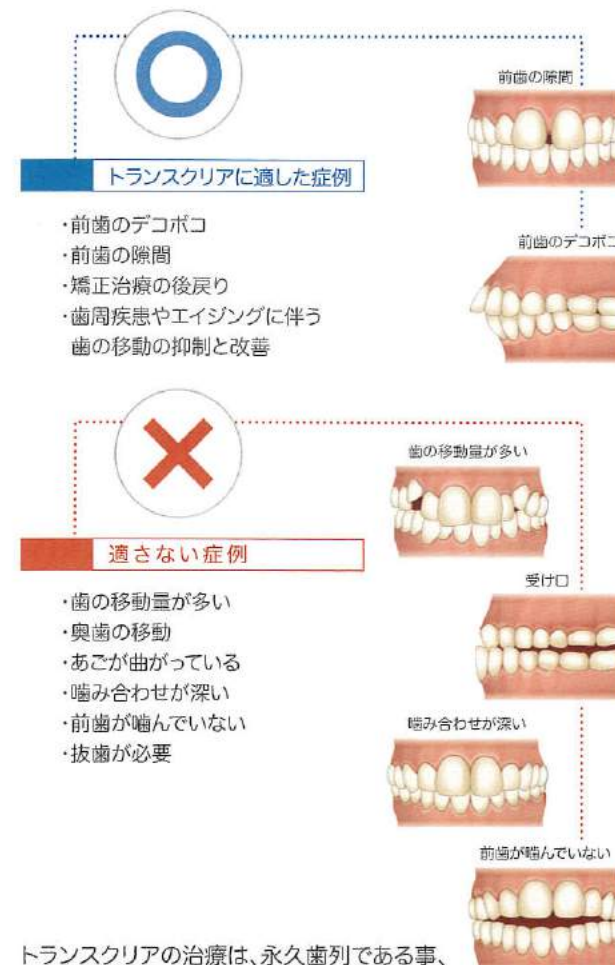 前歯の隙間
トランスクリアに適した症例
・前歯のデコボコ
・前歯の隙間
・矯正治療の後戻り
・歯周疾患やエイジングに伴う
歯の移動の抑制と改善
前歯のデコボコ
歯の移動量が多い
適さない症例
・歯の移動量が多い
・奥歯の移動
・あごが曲がっている
・噛み合わせが深い
・前歯が噛んでいない
・抜歯が必要
受け口
噛み合わせが深い
前歯が噛んでいない
トランスクリアの治療は、永久歯列である事、